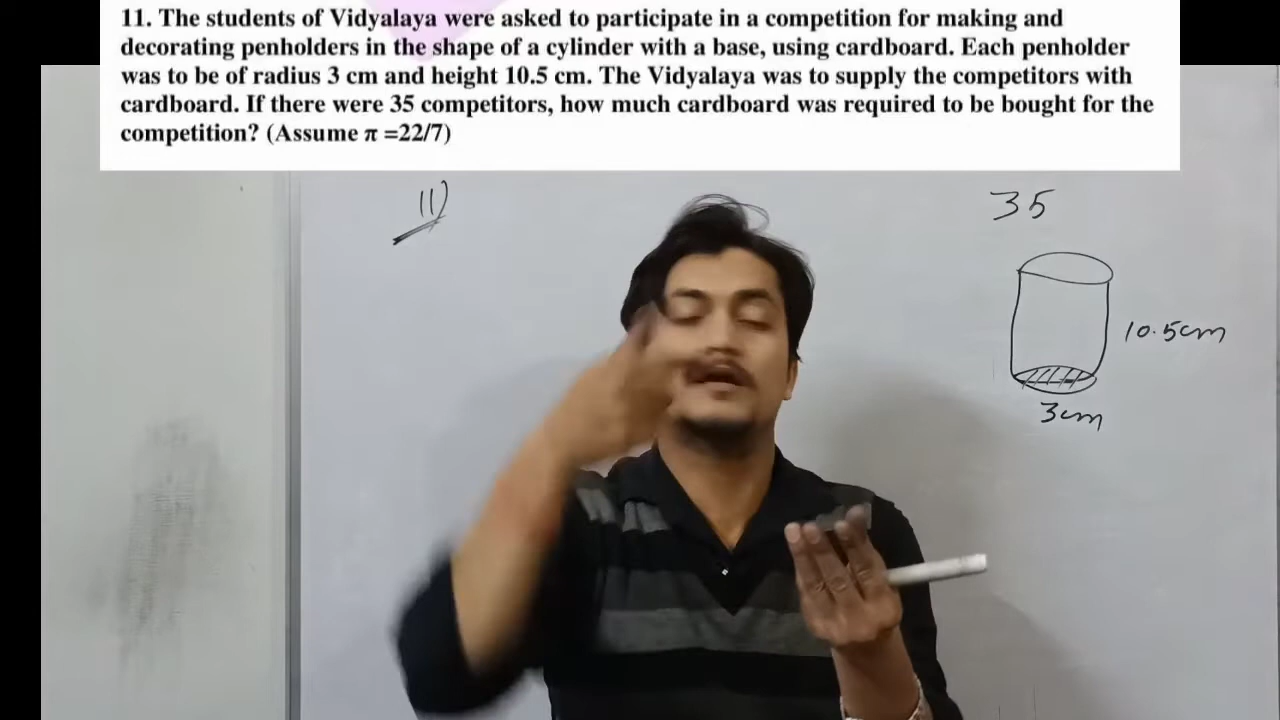 11. The students of Vidyalaya were asked to participate in a competition for making and
decorating penholders in the shape of a cylinder with a base, using cardboard. Each penholder
was to be of radius 3 cm and height 10.5 cm. The Vidyalaya was to supply the competitors with
cardboard. If there were 35 competitors, how much cardboard was required to be bought for the
competition? (Assume π =22/7)
11)
35
10.5cm
3cm